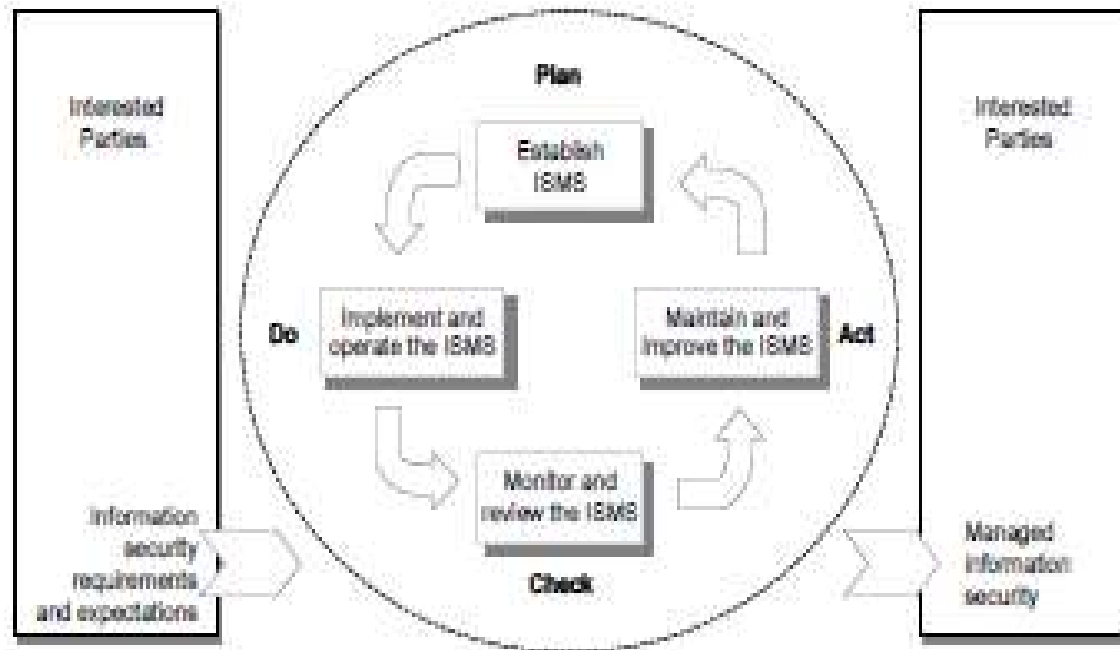 Interested
Parties
Information
security
requirements
and expectations
Plan
Establish
ISMS
Do
Implement and
operate the ISMS
Maintain and
improve the ISMS
Act
Monitor and
review the ISMS
Check
Interested
Parties
Managed
information
security